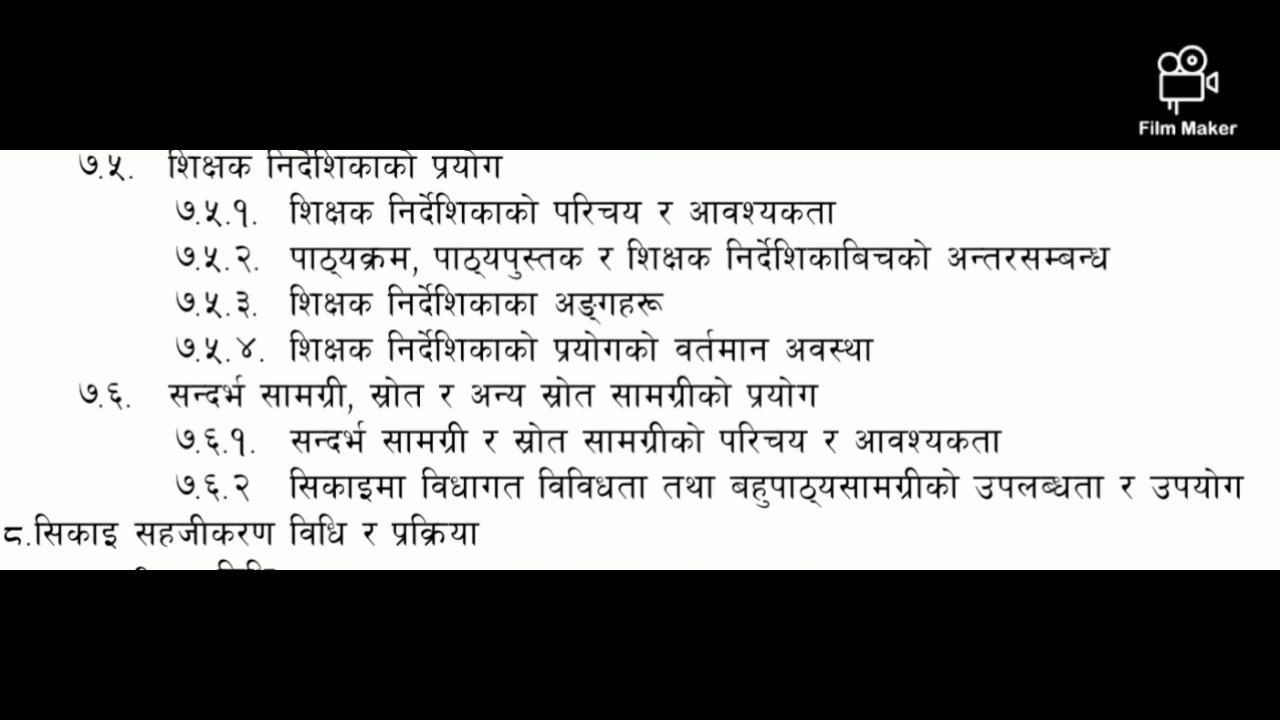 Film Maker
७.५. शिक्षक निर्देशिकाको प्रयोग
७.५.१. शिक्षक निर्देशिकाको परिचय र आवश्यकता
७.५.२. पाठ्यक्रम, पाठ्यपुस्तक र शिक्षक निर्देशिकाबिचको अन्तरसम्बन्ध
७.५.३. शिक्षक निर्देशिकाका अङ्गहरू
७.५.४. शिक्षक निर्देशिकाको प्रयोगको वर्तमान अवस्था
७.६. सन्दर्भ सामग्री, स्रोत र अन्य स्रोत सामग्रीको प्रयोग
७.६.१. सन्दर्भ सामग्री र स्रोत सामग्रीको परिचय र आवश्यकता
७.६.२ सिकाइमा विधागत विविधता तथा बहुपाठ्यसामग्रीको उपलब्धता र उपयोग
८.सिकाइ सहजीकरण विधि र प्रक्रिया